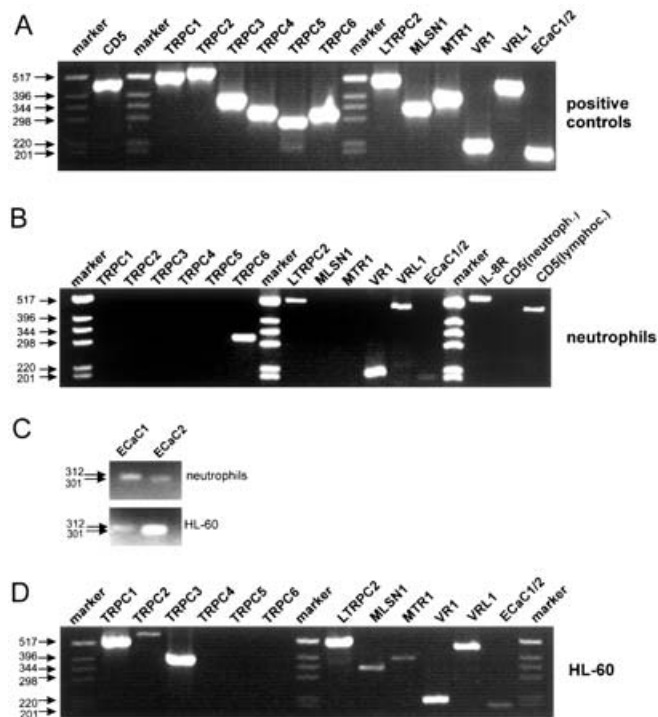 A
marker
CD5
marker
TRPC1
TRPC2
TRPC3
TRPC4
TRPC5
TRPC6
marker
LTRPC2
MLSN1
MTR1
VR1
VRL1
ECaC1/2
517
396
344
298
220
201
positive
controls
B
marker
TRPC1
TRPC2
TRPC3
TRPC4
TRPC5
TRPC6
marker
LTRPC2
MLSN1
MTR1
VR1
VRL1
ECaC1/2
marker
IL-8R
CD5(neutroph.)
CD5(lymphoc.)
517
396
344
298
220
201
neutrophils
C
ECaC1
ECaC2
312
301
neutrophils
312
301
HL-60
D
marker
TRPC1
TRPC2
TRPC3
TRPC4
TRPC5
TRPC6
marker
LTRPC2
MLSN1
MTR1
VR1
VRL1
ECaC1/2
marker
517
396
344
298
220
201
HL-60